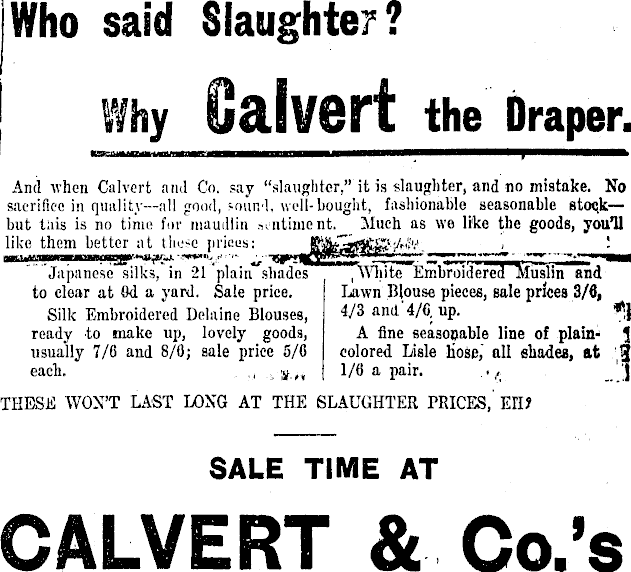 Who said Slaughter?
Why Calvert the Draper.
And when Calvert and Co. say "slaughter," it is slaughter, and no mistake. No
sacrifice in quality—all good, sound, well-bought, fashionable seasonable stock—
but this is no time for maudlin sentiment. Much as we like the goods, you'll
like them better at these prices:
Japanese silks, in 21 plain shades
to clear at 9d a yard. Sale price.
Silk Embroidered Delaine Blouses,
ready to make up, lovely goods,
usually 7/6 and 8/6; sale price 5/6
each.
White Embroidered Muslin and
Lawn Blouse pieces, sale prices 3/6,
4/3 and 4/6 up.
A fine seasonable line of plain-
colored Lisle hose, all shades, at
1/6 a pair.
THESE WON'T LAST LONG AT THE SLAUGHTER PRICES, EH?
SALE TIME AT
CALVERT & Co.'s